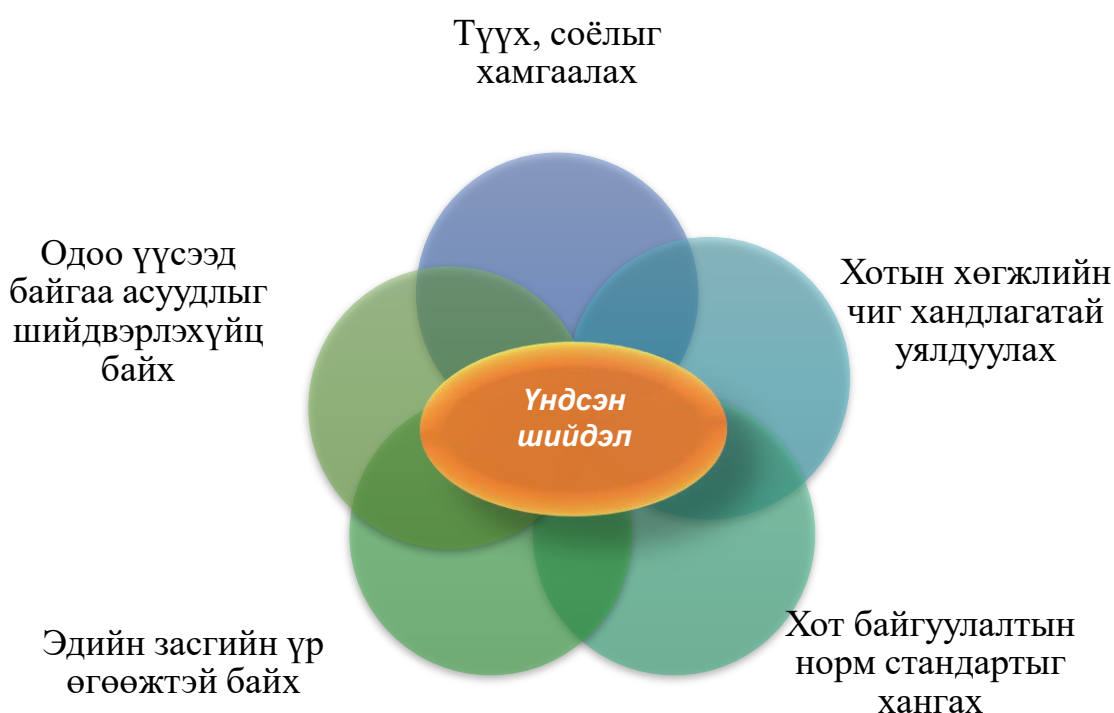 Түүх, соёлыг
хамгаалах
Хотын хөгжлийн
чиг хандлагатай
уялдуулах
Хот байгуулалтын
норм стандартыг
хангах
Эдийн засгийн үр
өгөөжтэй байх
Одоо үүсээд
байгаа асуудлыг
шийдвэрлэхүйц
байх
Үндсэн
шийдэл